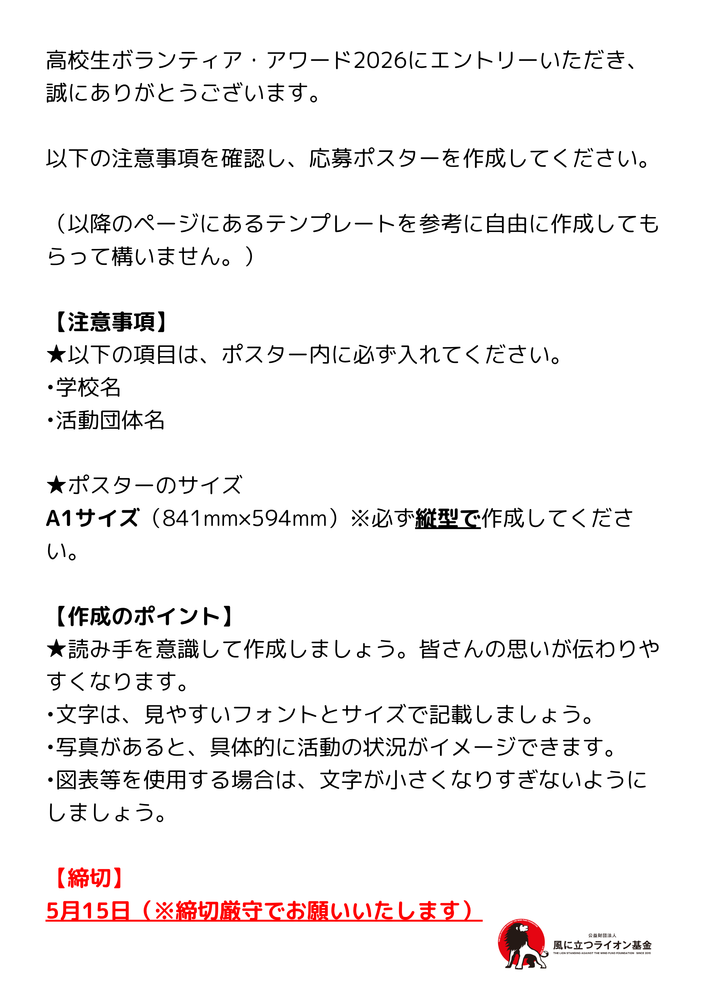 高校生ボランティア・アワード2026にエントリーいただき、
誠にありがとうございます。
以下の注意事項を確認し、応募ポスターを作成してください。
（以降のページにあるテンプレートを参考に自由に作成しても
らって構いません。）
【注意事項】
★以下の項目は、ポスター内に必ず入れてください。
・学校名
・活動団体名
★ポスターのサイズ
A1サイズ（841mm×594mm）※必ず縦型で作成してくださ
い。
【作成のポイント】
★読み手を意識して作成しましょう。皆さんの思いが伝わりや
すくなります。
・文字は、見やすいフォントとサイズで記載しましょう。
・写真があると、具体的に活動の状況がイメージできます。
・図表等を使用する場合は、文字が小さくなりすぎないように
しましょう。
【締切】
5月15日（※締切厳守でお願いいたします）
THE LION STANDING AGAINST THE WIND FUND FOUNDATION
公益財団法人
風に立つライオン基金
THE LION STANDING AGAINST THE WIND FUND FOUNDATION SINCE 2015